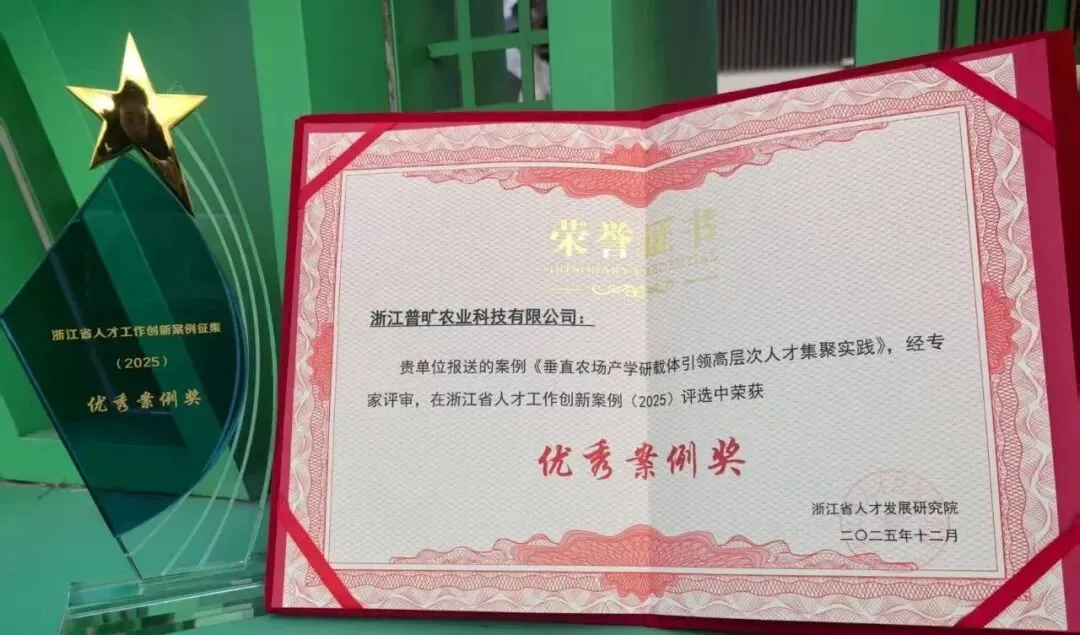 浙江省人才工作创新案例征集
（2025）
优秀案例奖
荣誉证书
浙江普旷农业科技有限公司：
贵单位报送的案例《垂直农场产学研载体引领高层次人才集聚实践》，经专
家评审，在浙江省人才工作创新案例（2025）评选中荣获
优秀案例奖
浙江省人才发展研究院
二〇二五年十二月